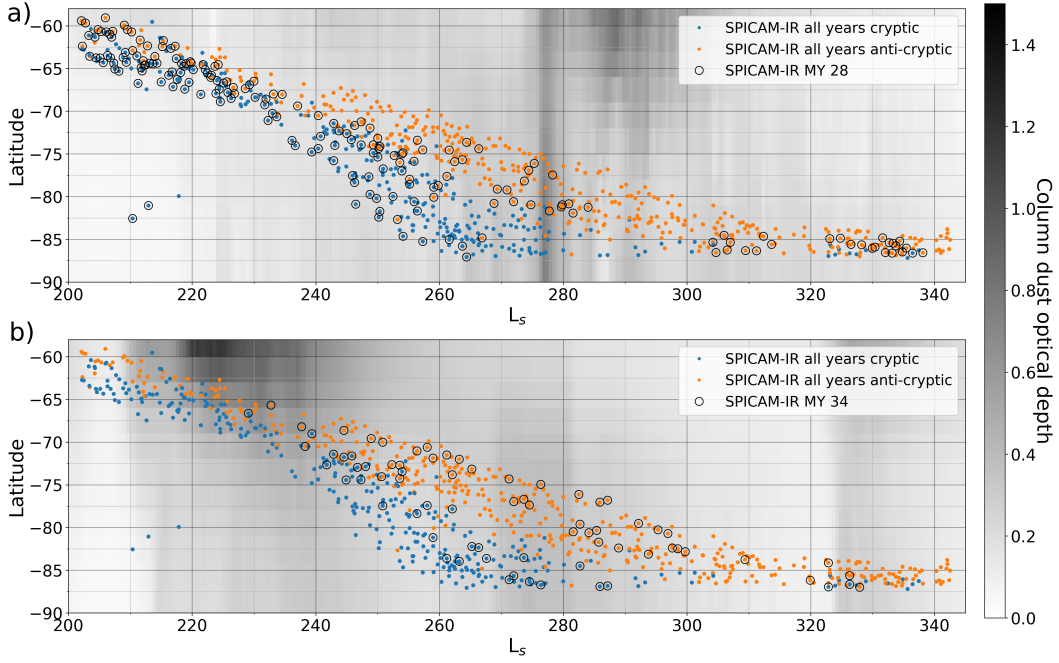 a)
−60
−65
−70
−75
−80
−85
−90
Latitude
SPICAM-IR all years cryptic
SPICAM-IR all years anti-cryptic
SPICAM-IR MY 28
200
220
240
260
280
300
320
340
Ls
b)
−60
−65
−70
−75
−80
−85
−90
Latitude
SPICAM-IR all years cryptic
SPICAM-IR all years anti-cryptic
SPICAM-IR MY 34
200
220
240
260
280
300
320
340
Ls
1.4
1.2
1.0
0.8
0.6
0.4
0.2
0.0
Column dust optical depth